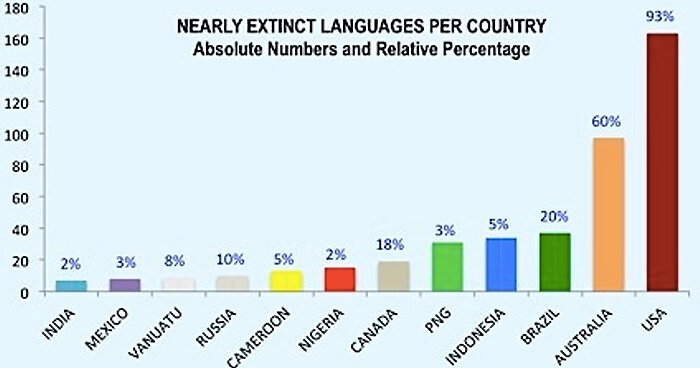 NEARLY EXTINCT LANGUAGES PER COUNTRY
Absolute Numbers and Relative Percentage
180
160
140
120
100
80
60
40
20
0
2%
3%
8%
10%
5%
2%
18%
3%
5%
20%
60%
93%
INDIA
MEXICO
VANUATU
RUSSIA
CAMEROON
NIGERIA
CANADA
PNG
INDONESIA
BRAZIL
AUSTRALIA
USA